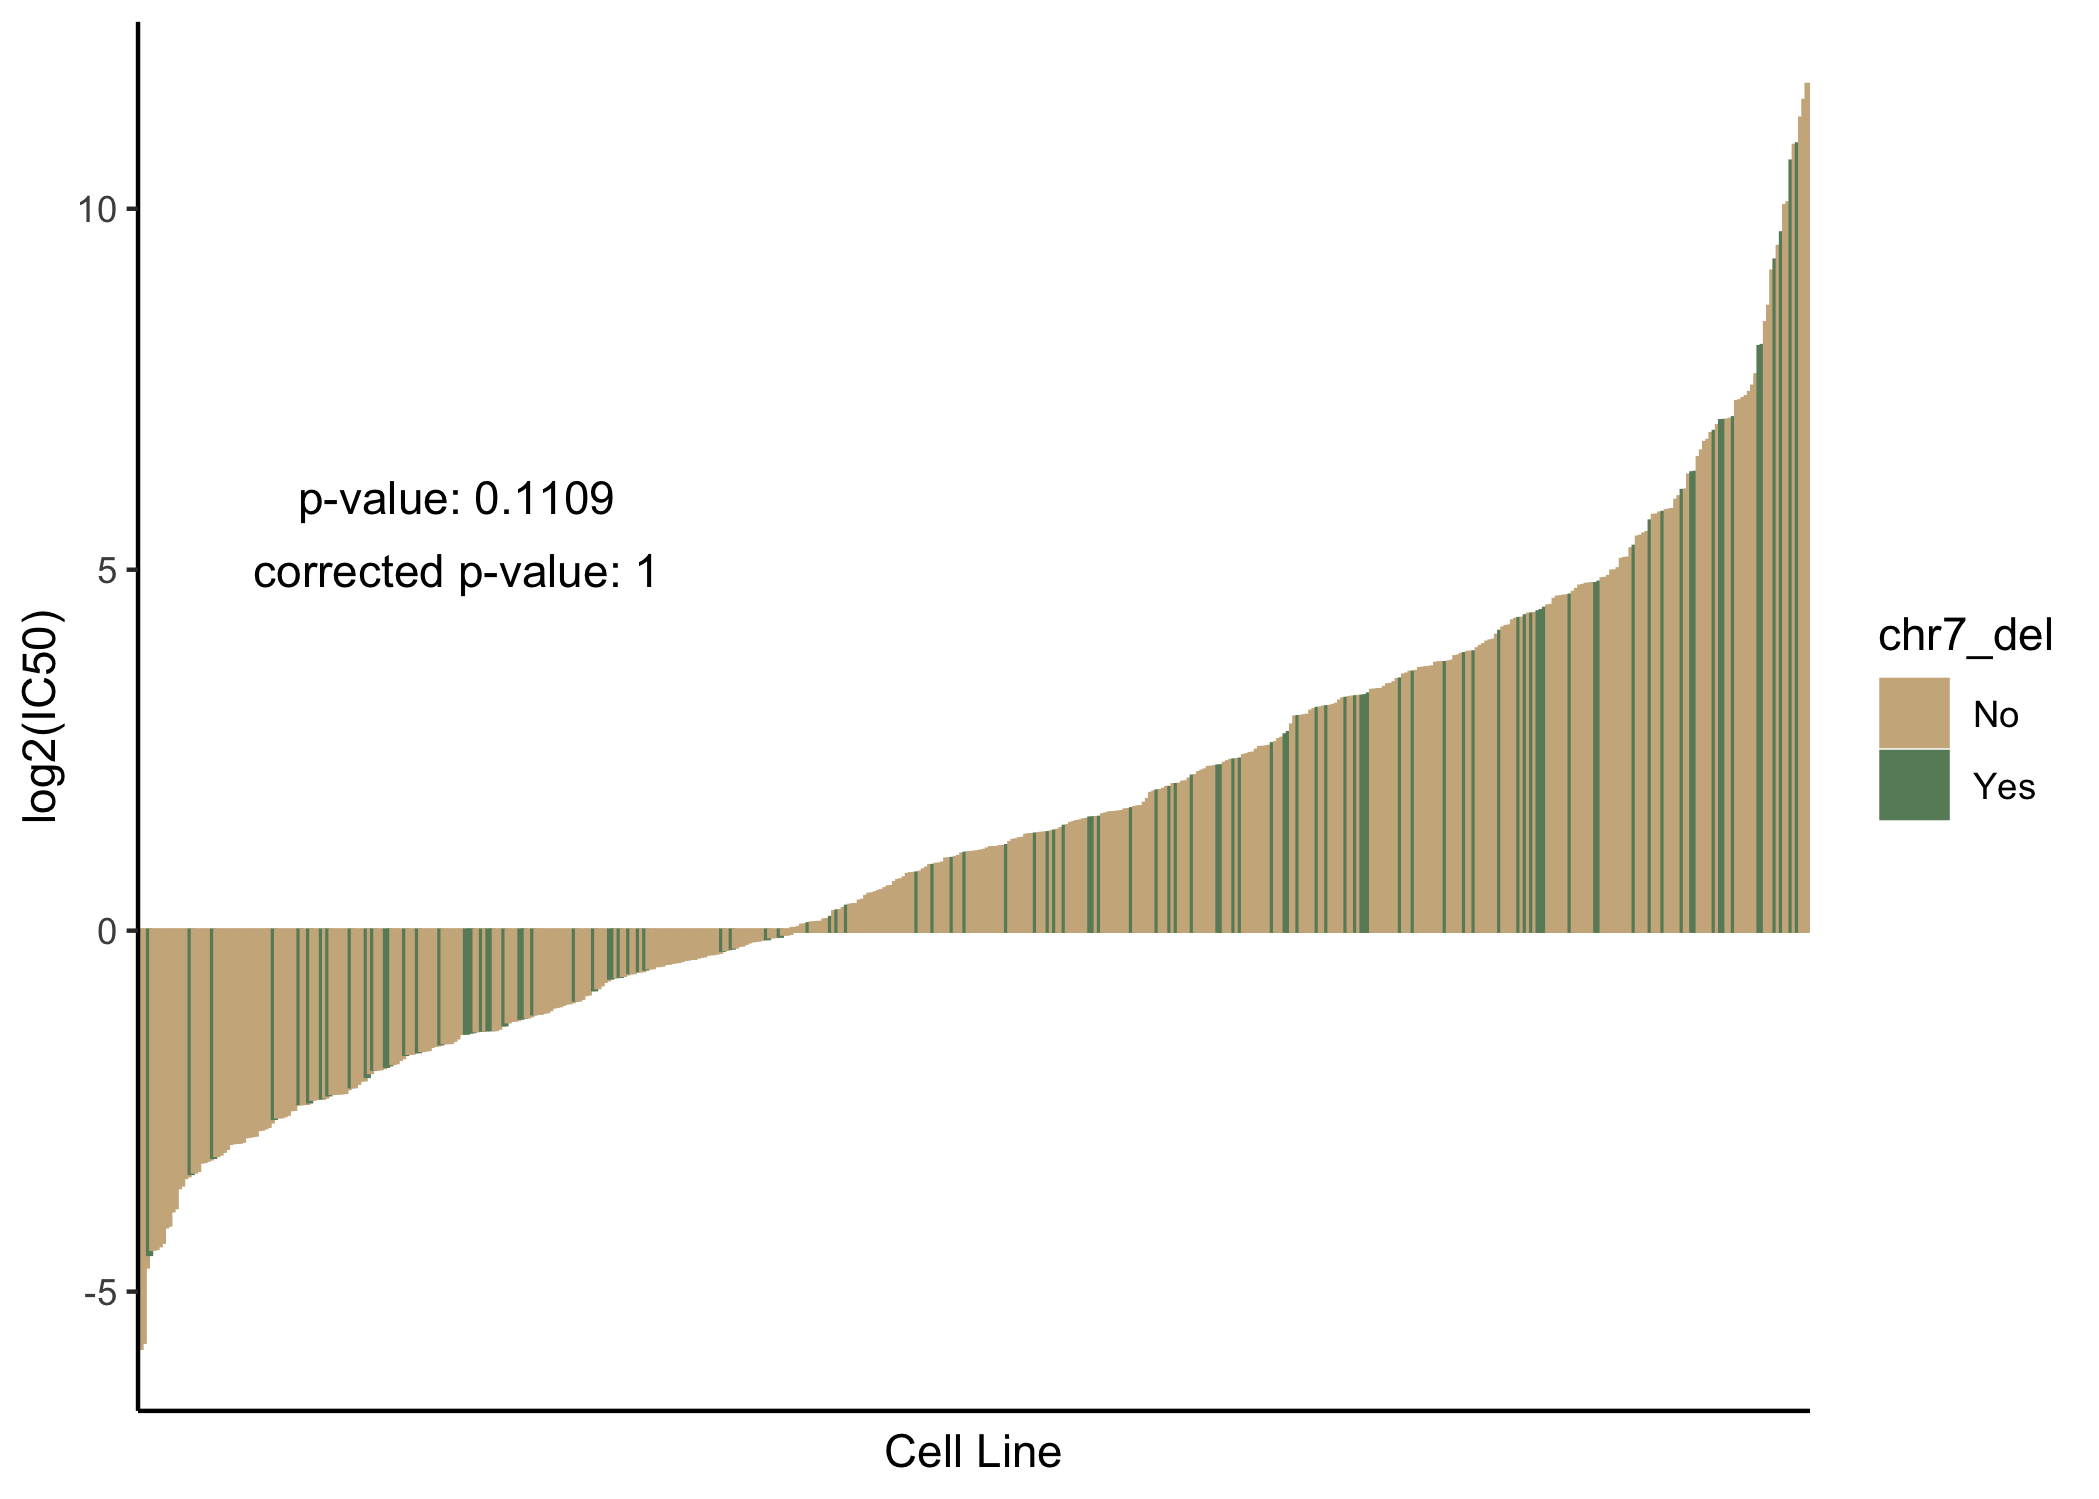 10
5
0
-5
log2(IC50)
p-value: 0.1109
corrected p-value: 1
Cell Line
chr7_del
No
Yes